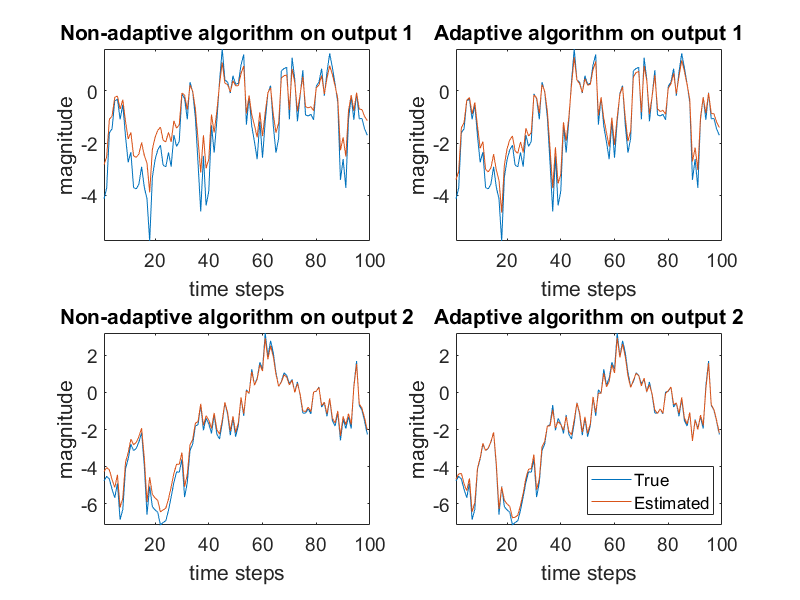 Non-adaptive algorithm on output 1
0
-2
-4
magnitude
20 40 60 80 100
time steps
Adaptive algorithm on output 1
0
-2
-4
magnitude
20 40 60 80 100
time steps
Non-adaptive algorithm on output 2
2
0
-2
-4
-6
magnitude
20 40 60 80 100
time steps
Adaptive algorithm on output 2
2
0
-2
-4
-6
magnitude
True
Estimated
20 40 60 80 100
time steps